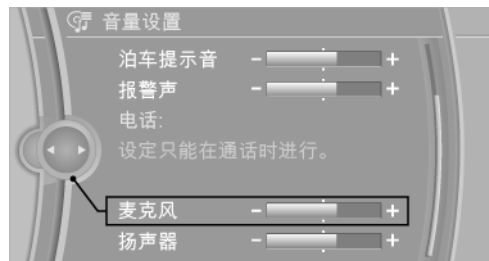 音量设置
泊车提示音 - +
报警声 - +
电话:
设定只能在通话时进行。
麦克风 - +
扬声器 - +